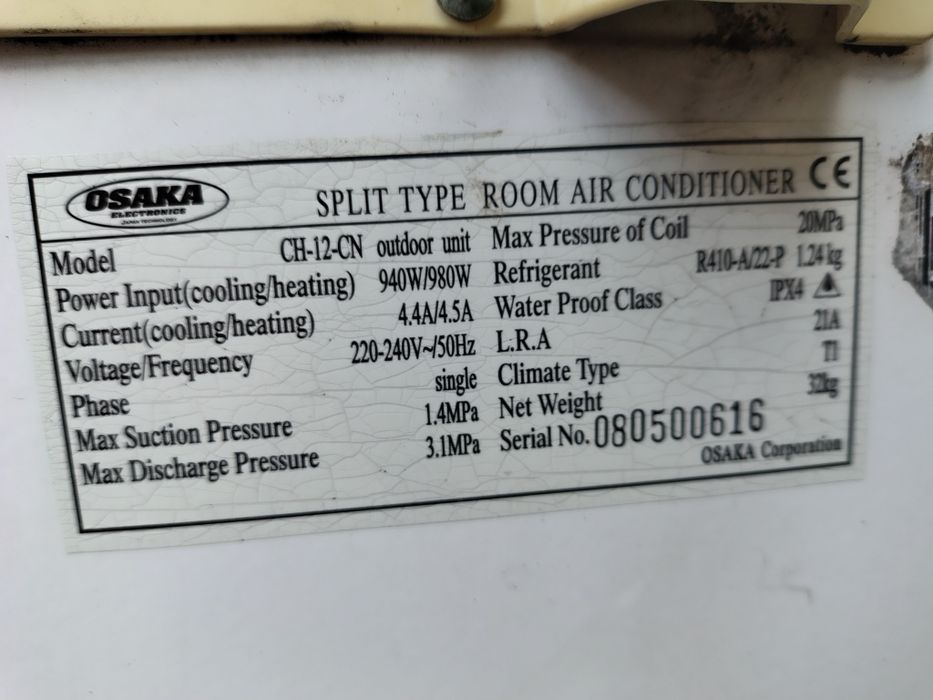 OSAKA
ELECTRONICS
JAPAN TECHNOLOGY
SPLIT TYPE ROOM AIR CONDITIONER CE
Model CH-12-CN outdoor unit
Power Input(cooling/heating) 940W/980W
Current(cooling/heating) 4.4A/4.5A
Voltage/Frequency 220-240V~/50Hz
Phase single
Max Suction Pressure 1.4MPa
Max Discharge Pressure 3.1MPa
Max Pressure of Coil 20MPa
Refrigerant R410-A/22-P 1.24kg
Water Proof Class IPX4
L.R.A 21A
Climate Type T1
Net Weight 32kg
Serial No. 080500616
OSAKA Corporation